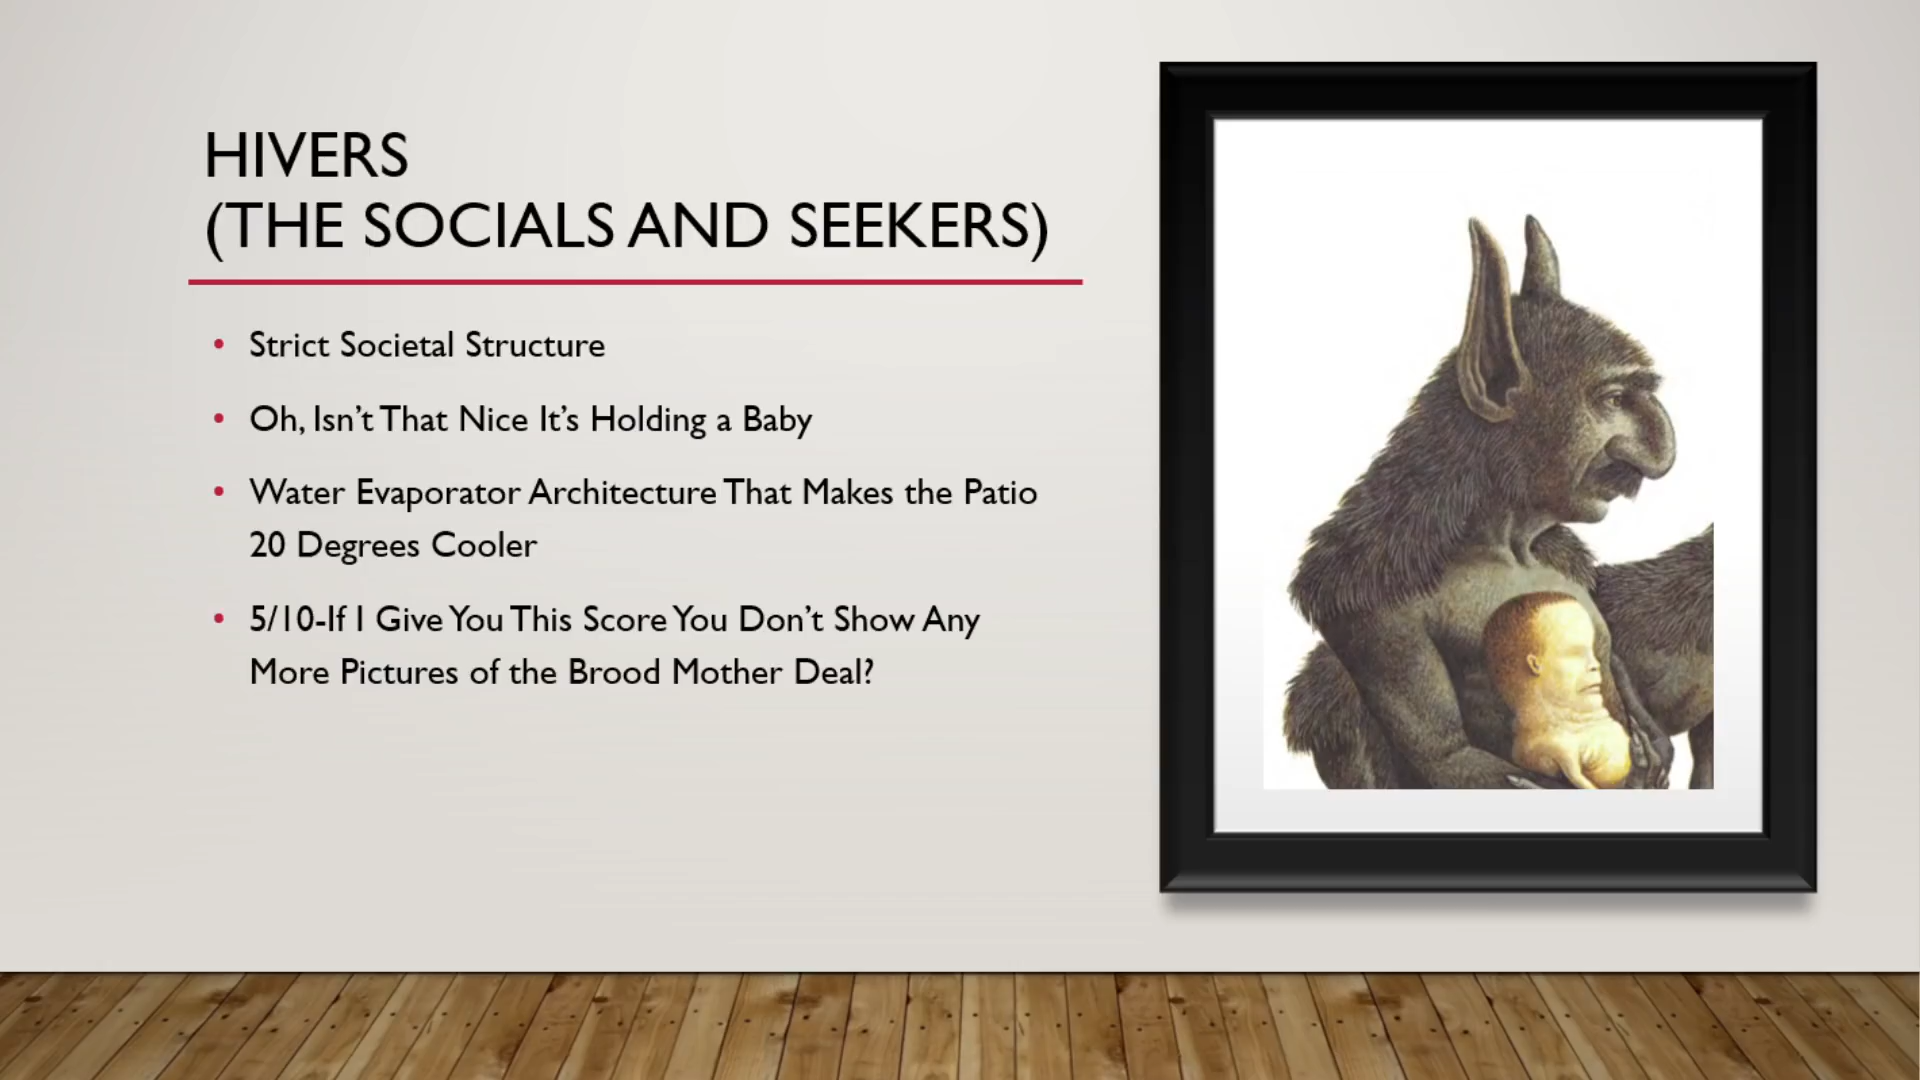 HIVERS
(THE SOCIALS AND SEEKERS)
• Strict Societal Structure
• Oh, Isn’t That Nice It’s Holding a Baby
• Water Evaporator Architecture That Makes the Patio
20 Degrees Cooler
• 5/10-If I Give You This Score You Don’t Show Any
More Pictures of the Brood Mother Deal?